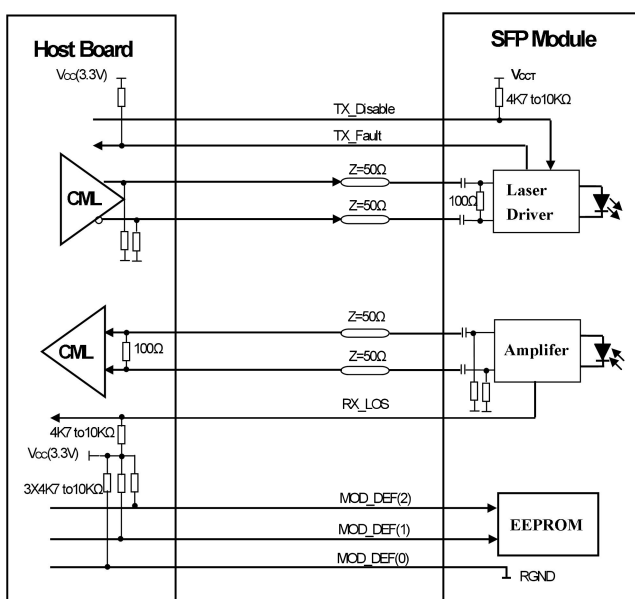 Host Board
SFP Module
Vcc(3.3V)
VccT
4K7 to10KΩ
TX_Disable
TX_Fault
CML
Z=50Ω
Z=50Ω
100Ω
Laser
Driver
CML
100Ω
Z=50Ω
Z=50Ω
Amplifer
RX_LOS
4K7 to10KΩ
Vcc(3.3V)
3X4K7 to10KΩ
MOD_DEF(2)
MOD_DEF(1)
MOD_DEF(0)
EEPROM
RGND